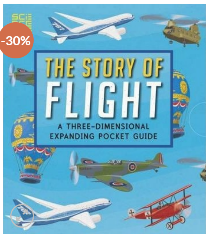 -30%
THE STORY OF
FLIGHT
A THREE-DIMENSIONAL
EXPANDING POCKET GUIDE